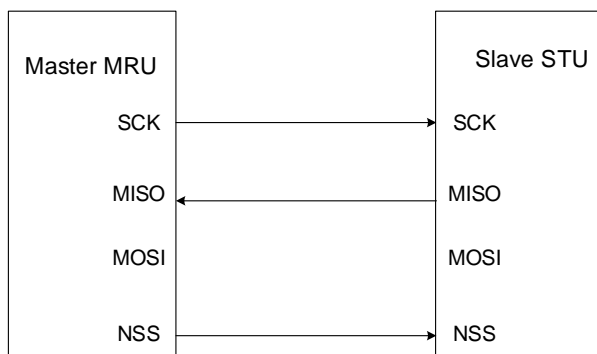 Master MRU
Slave STU
SCK
SCK
MISO
MISO
MOSI
MOSI
NSS
NSS